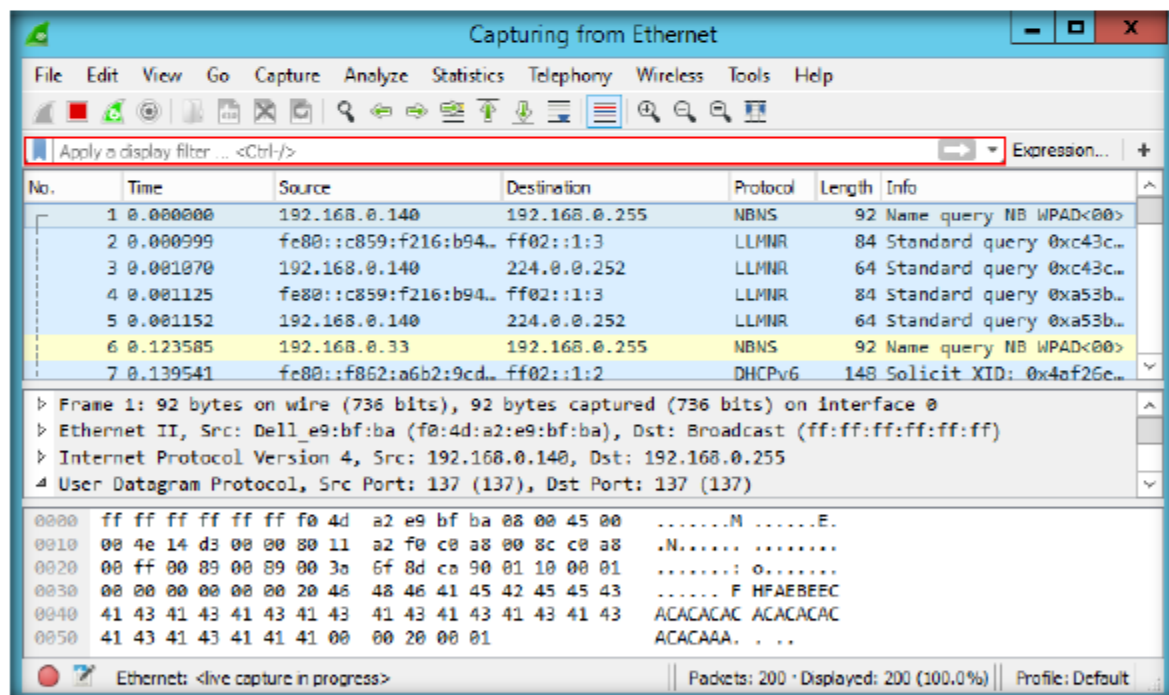 Capturing from Ethernet
File Edit View Go Capture Analyze Statistics Telephony Wireless Tools Help
Apply a display filter ... <Ctrl-/> Expression... +
No. Time Source Destination Protocol Length Info
1 0.000000 192.168.0.140 192.168.0.255 NBNS 92 Name query NB WPAD<00>
2 0.000999 fe80::c859:f216:b94… ff02::1:3 LLMNR 84 Standard query 0xc43c…
3 0.001070 192.168.0.140 224.0.0.252 LLMNR 64 Standard query 0xc43c…
4 0.001125 fe80::c859:f216:b94… ff02::1:3 LLMNR 84 Standard query 0xa53b…
5 0.001152 192.168.0.140 224.0.0.252 LLMNR 64 Standard query 0xa53b…
6 0.123585 192.168.0.33 192.168.0.255 NBNS 92 Name query NB WPAD<00>
7 0.139541 fe80::f862:a6b2:9cd… ff02::1:2 DHCPv6 148 Solicit XID: 0x4af26e…
Frame 1: 92 bytes on wire (736 bits), 92 bytes captured (736 bits) on interface 0
Ethernet II, Src: Dell_e9:bf:ba (f0:4d:a2:e9:bf:ba), Dst: Broadcast (ff:ff:ff:ff:ff:ff)
Internet Protocol Version 4, Src: 192.168.0.140, Dst: 192.168.0.255
User Datagram Protocol, Src Port: 137 (137), Dst Port: 137 (137)
0000 ff ff ff ff ff ff f0 4d a2 e9 bf ba 08 00 45 00 .......M ......E.
0010 00 4e 14 d3 00 00 80 11 a2 f0 c0 a8 00 8c c0 a8 .N...... ........
0020 00 ff 00 89 00 89 00 3a 6f 8d ca 90 01 10 00 01 .......: o.......
0030 00 00 00 00 00 00 20 46 48 46 41 45 42 45 45 43 ...... F HFAEBEEC
0040 41 43 41 43 41 43 41 43 41 43 41 43 41 43 41 43 ACACACAC ACACACAC
0050 41 43 41 43 41 41 41 00 00 20 00 01 ACACAAA. . ..
Ethernet: <live capture in progress> Packets: 200 · Displayed: 200 (100.0%) Profile: Default